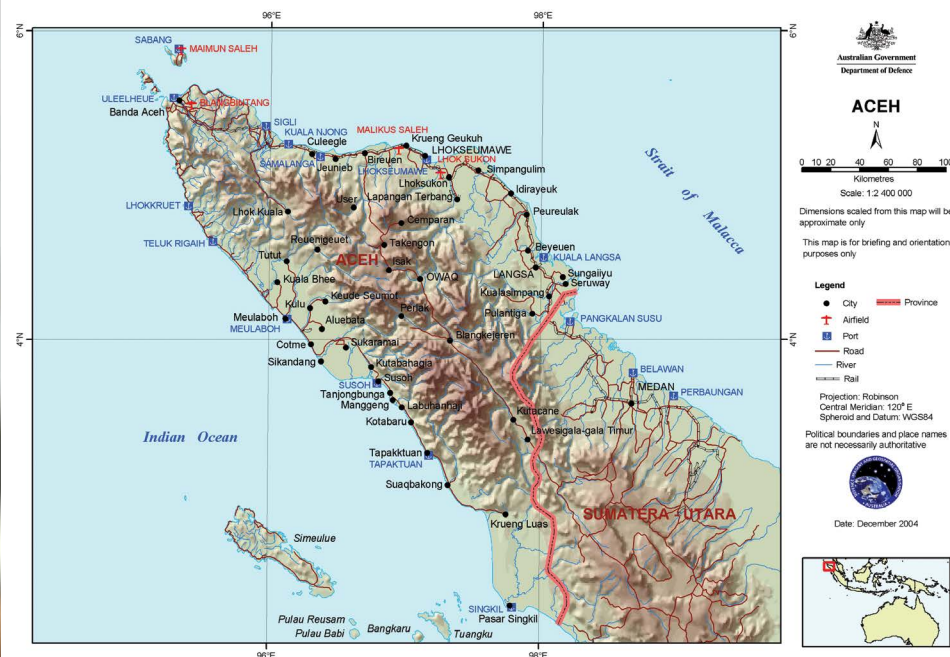 96°E
98°E
6°N
6°N
SABANG
MAIMUN SALEH
ULEELHEUE
BLANGBINTANG
Banda Aceh
SIGLI
KUALA NJONG
Culeegle
MALIKUS SALEH
Krueng Geukuh
LHOKSEUMAWE
SAMALANGA
Jeunieb
Bireuen
LHOKSEUMAWE
LHOK SUKON
Simpangulim
Lhoksukon
Idirayeuk
Lapangan Terbang
LHOKKRUET
Lhok Kuala
User
Cemparan
Peureulak
TELUK RIGAIH
Reuenigeuet
Takengon
Beyeuen
KUALA LANGSA
Tutut
ACEH
Isak
LANGSA
Sungaiiyu
Kuala Bhee
OWAQ
Seruway
Keude Seumot
Kualasimpang
Kulu
Perlak
Pulantiga
Meulaboh
MEULABOH
Aluebata
PANGKALAN SUSU
Blangkejeren
4°N
4°N
Cotme
Sukaramai
Sikandang
Kutabahagia
BELAWAN
SUSOH
Susoh
MEDAN
PERBAUNGAN
Tanjongbunga
Manggeng
Labuhanhaji
Kotabaru
Kutacane
Lawesigala-gala Timur
Tapakktuan
TAPAKTUAN
Suaqbakong
Krueng Luas
SUMATERA - UTARA
Simeulue
SINGKIL
Pasar Singkil
Pulau Reusam
Pulau Babi
Bangkaru
Tuangku
Indian Ocean
Strait of Malacca
96°E
98°E
Australian Government
Department of Defence
ACEH
N
0 10 20 40 60 80 100
Kilometres
Scale: 1:2 400 000
Dimensions scaled from this map will be
approximate only
This map is for briefing and orientation
purposes only
Legend
City
Province
Airfield
Port
Road
River
Rail
Projection: Robinson
Central Meridian: 120° E
Spheroid and Datum: WGS84
Political boundaries and place names
are not necessarily authoritative
Date: December 2004